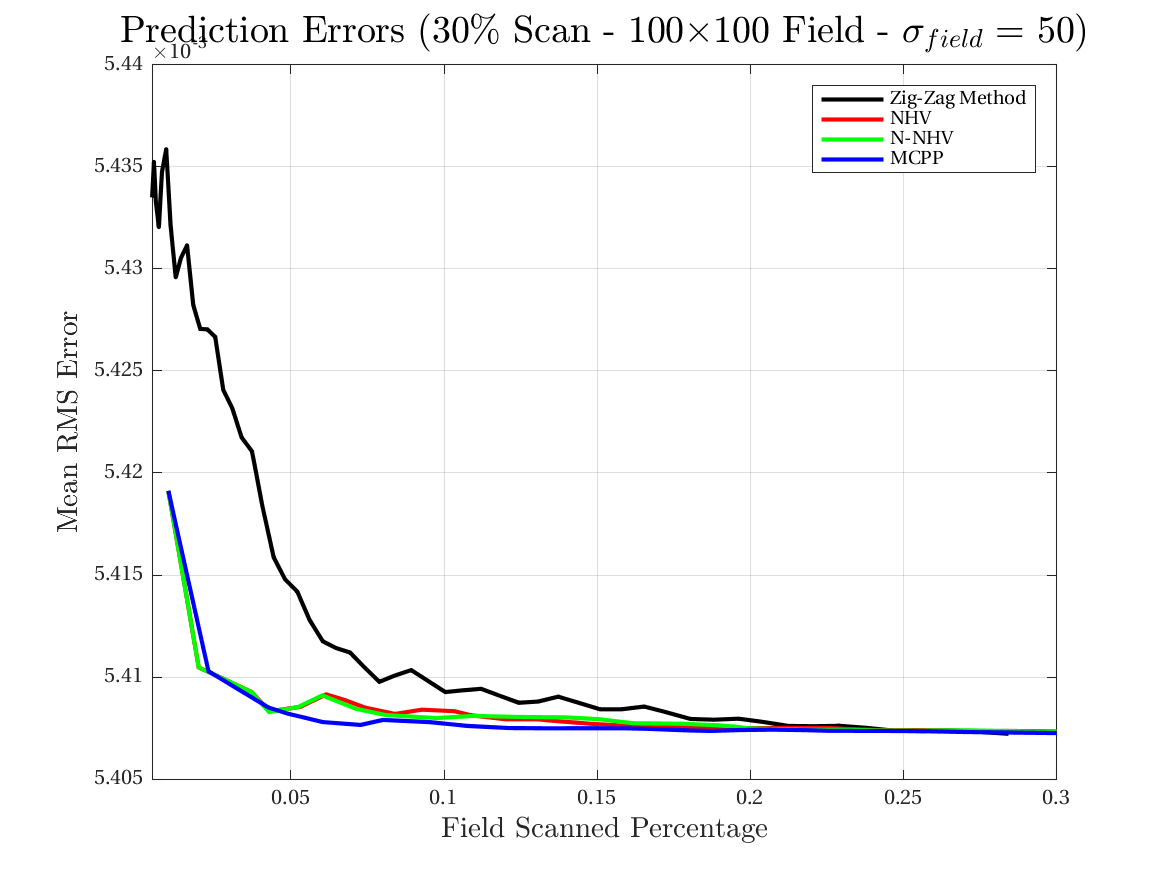 Prediction Errors (30% Scan - 100×100 Field - σfield = 50)
×10-3
5.44
5.435
5.43
5.425
5.42
5.415
5.41
5.405
Mean RMS Error
Zig-Zag Method
NHV
N-NHV
MCPP
0.05
0.1
0.15
0.2
0.25
0.3
Field Scanned Percentage